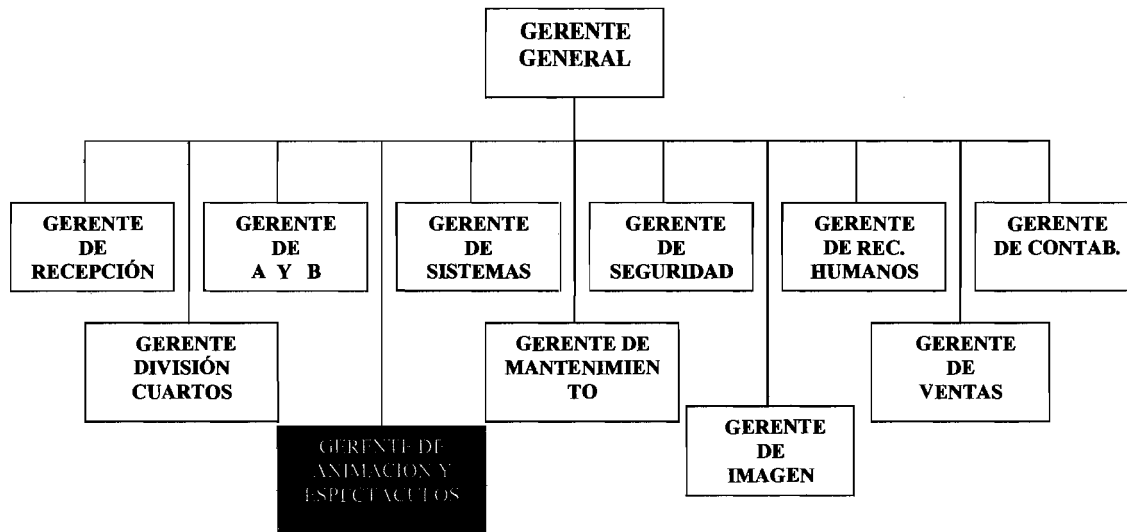 GERENTE
GENERAL
GERENTE
DE
RECEPCIÓN
GERENTE
DE
A Y B
GERENTE
DE
SISTEMAS
GERENTE
DE
SEGURIDAD
GERENTE
DE REC.
HUMANOS
GERENTE
DE CONTAB.
GERENTE
DIVISIÓN
CUARTOS
GERENTE DE
MANTENIMIEN
TO
GERENTE
DE
VENTAS
GERENTE DE
ANIMACION Y
ESPECTACULOS
GERENTE
DE
IMAGEN